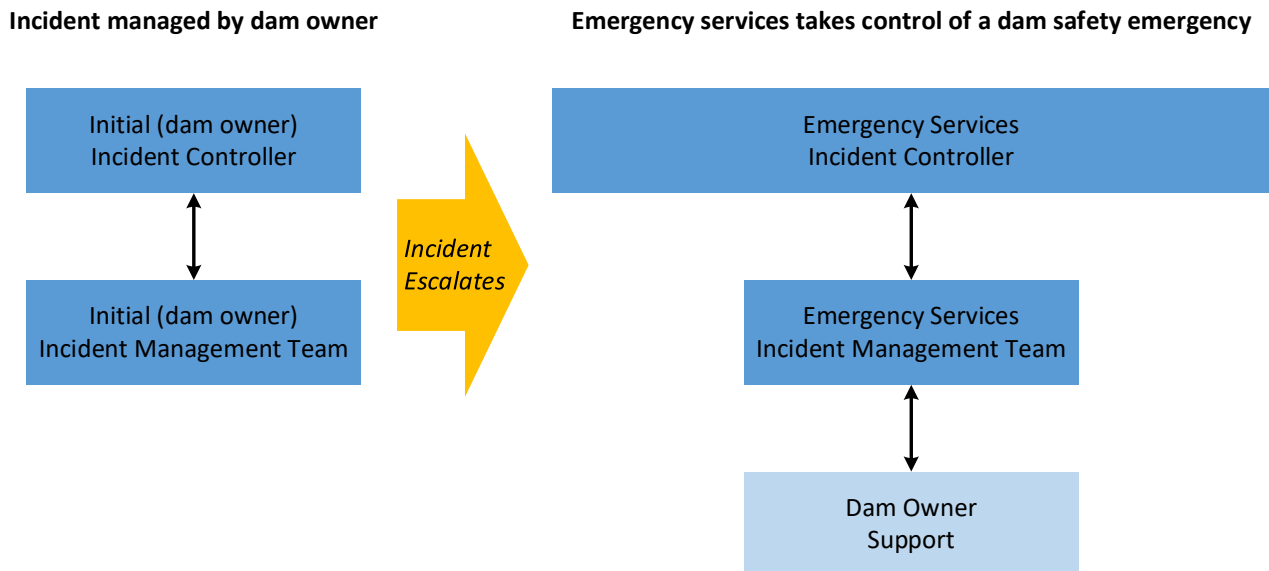 Incident managed by dam owner
Emergency services takes control of a dam safety emergency
Initial (dam owner)
Incident Controller
Initial (dam owner)
Incident Management Team
Incident
Escalates
Emergency Services
Incident Controller
Emergency Services
Incident Management Team
Dam Owner
Support